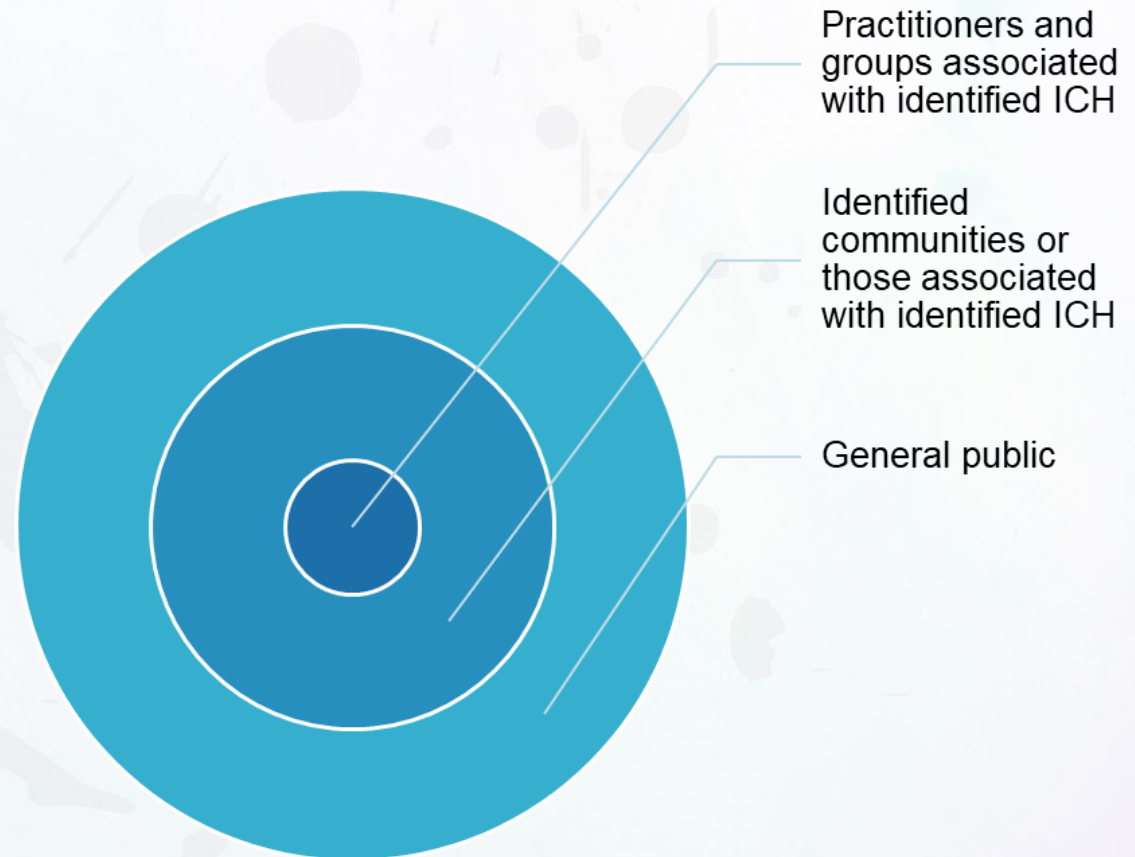 Practitioners and
groups associated
with identified ICH
Identified
communities or
those associated
with identified ICH
General public